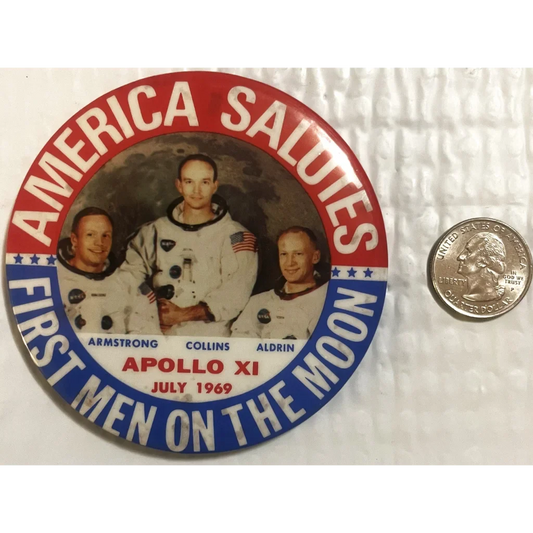 AMERICA SALUTES
ARMSTRONG COLLINS ALDRIN
APOLLO XI
JULY 1969
FIRST MEN ON THE MOON
UNITED STATES OF AMERICA
LIBERTY
IN
GOD WE
TRUST
P
QUARTER DOLLAR